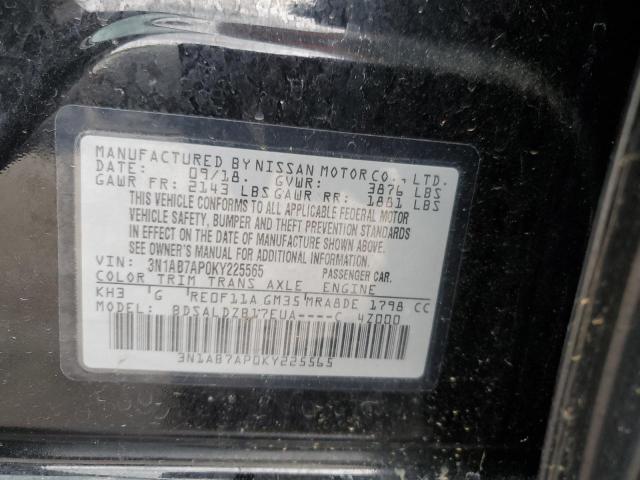 MANUFACTURED BY NISSAN MOTOR CO., LTD.
DATE: 09/18. GVWR: 3876 LBS
GAWR FR: 2143 LBS GAWR RR: 1881 LBS
THIS VEHICLE CONFORMS TO ALL APPLICABLE FEDERAL MOTOR
VEHICLE SAFETY, BUMPER AND THEFT PREVENTION STANDARDS
IN EFFECT ON THE DATE OF MANUFACTURE SHOWN ABOVE.
SEE OWNER'S MANUAL FOR ADDITIONAL INFORMATION.
VIN: 3N1AB7AP0KY225565 PASSENGER CAR.
COLOR TRIM TRANS AXLE ENGINE
KH3 G RE0F11A GM35 MRA8DE 1798 CC
MODEL: BDSALDZB17EUA----C 4Z000
3N1AB7AP0KY225565